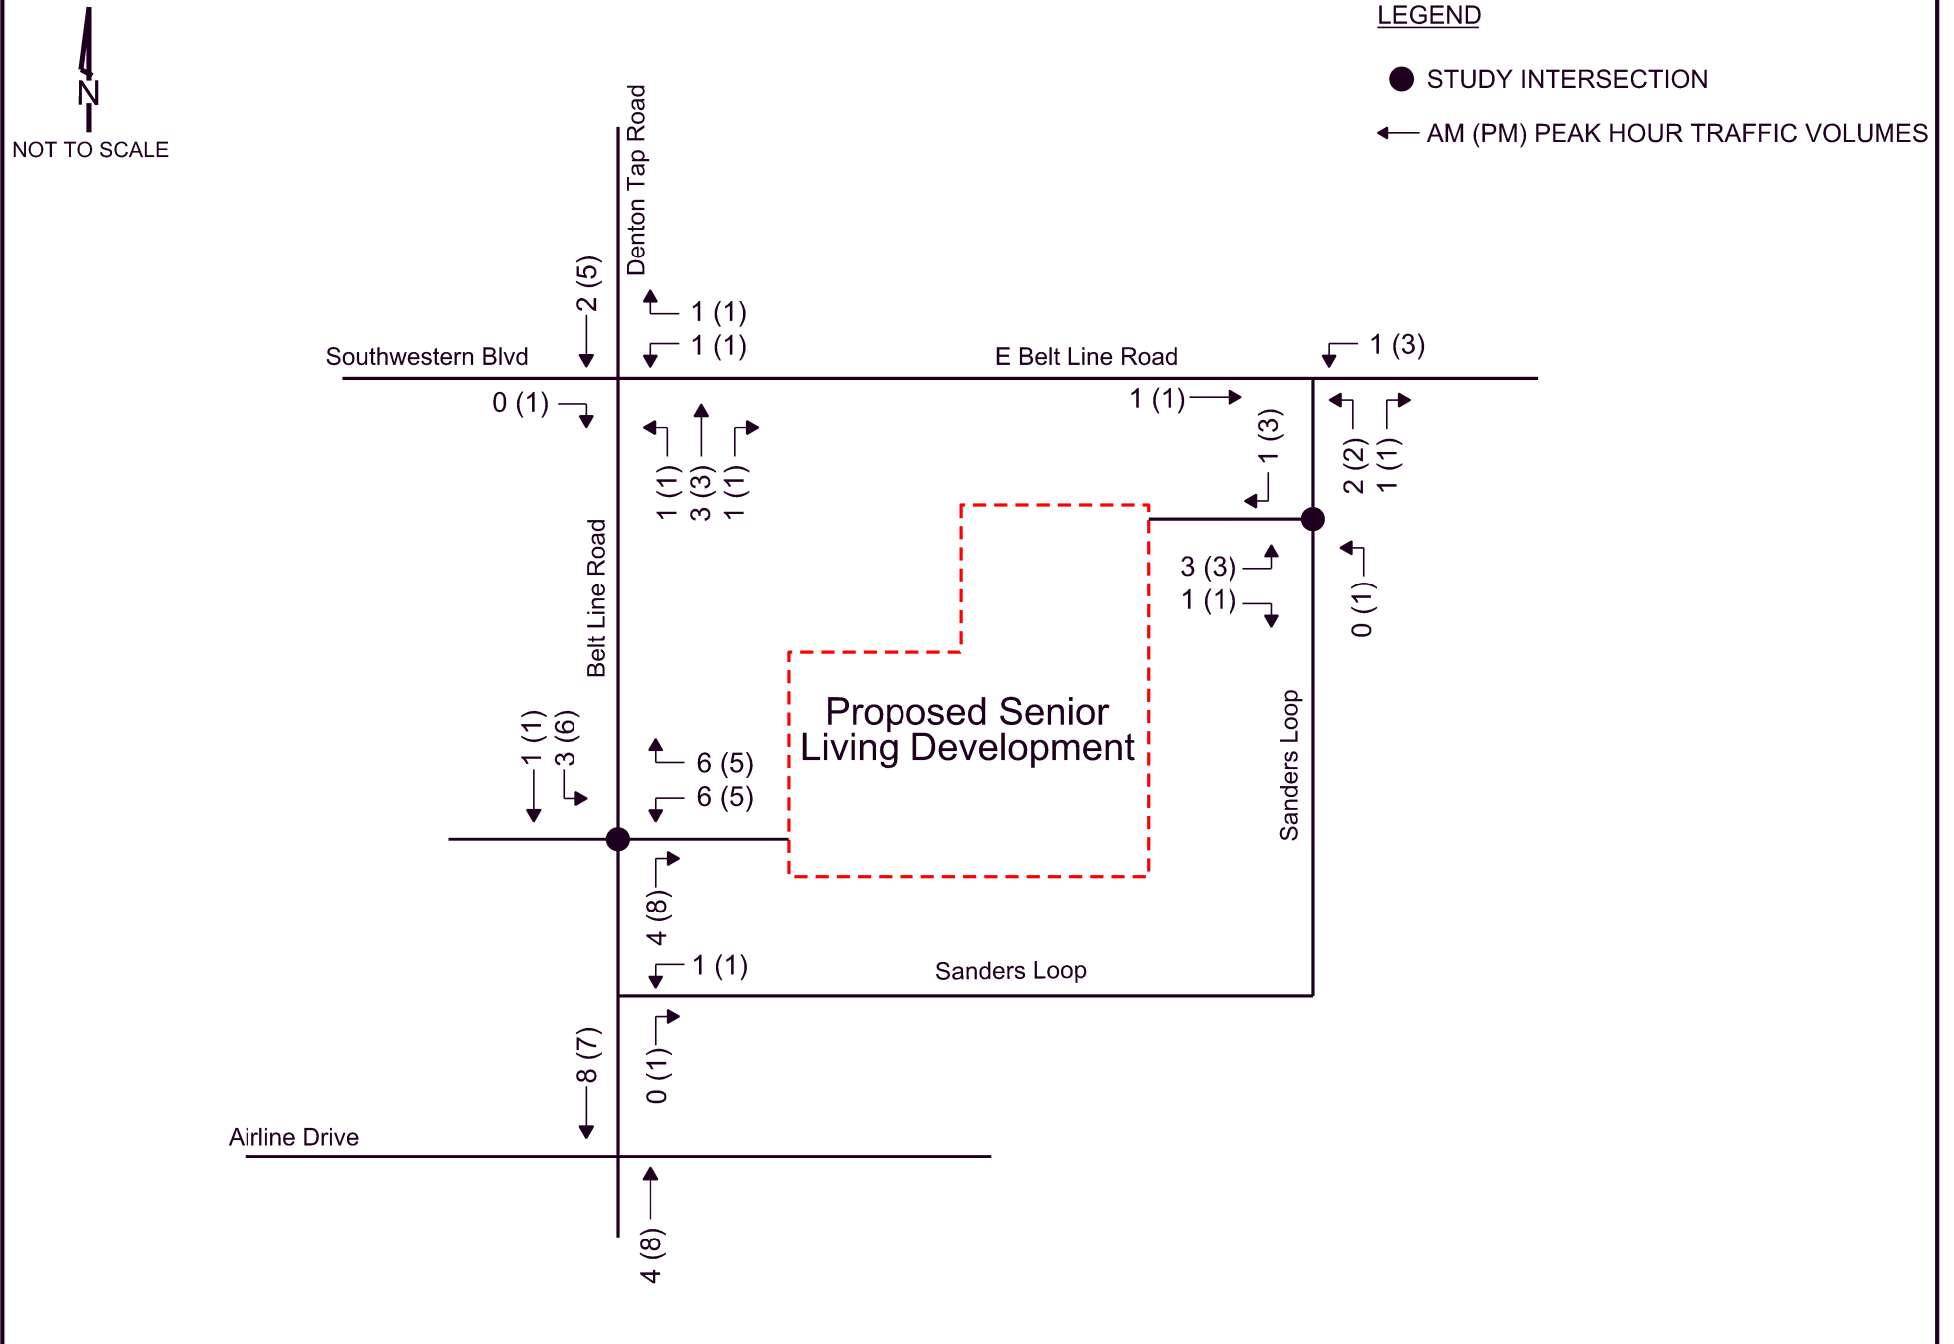 LEGEND
STUDY INTERSECTION
AM (PM) PEAK HOUR TRAFFIC VOLUMES
N
NOT TO SCALE
Denton Tap Road
2 (5)
1 (1)
1 (1)
Southwestern Blvd
E Belt Line Road
1 (3)
0 (1)
1 (1)
1 (3)
2 (2)
1 (1)
1 (1)
3 (3)
1 (1)
Belt Line Road
3 (3)
1 (1)
0 (1)
Proposed Senior
Living Development
Sanders Loop
1 (1)
3 (6)
6 (5)
6 (5)
4 (8)
1 (1)
Sanders Loop
8 (7)
0 (1)
Airline Drive
4 (8)